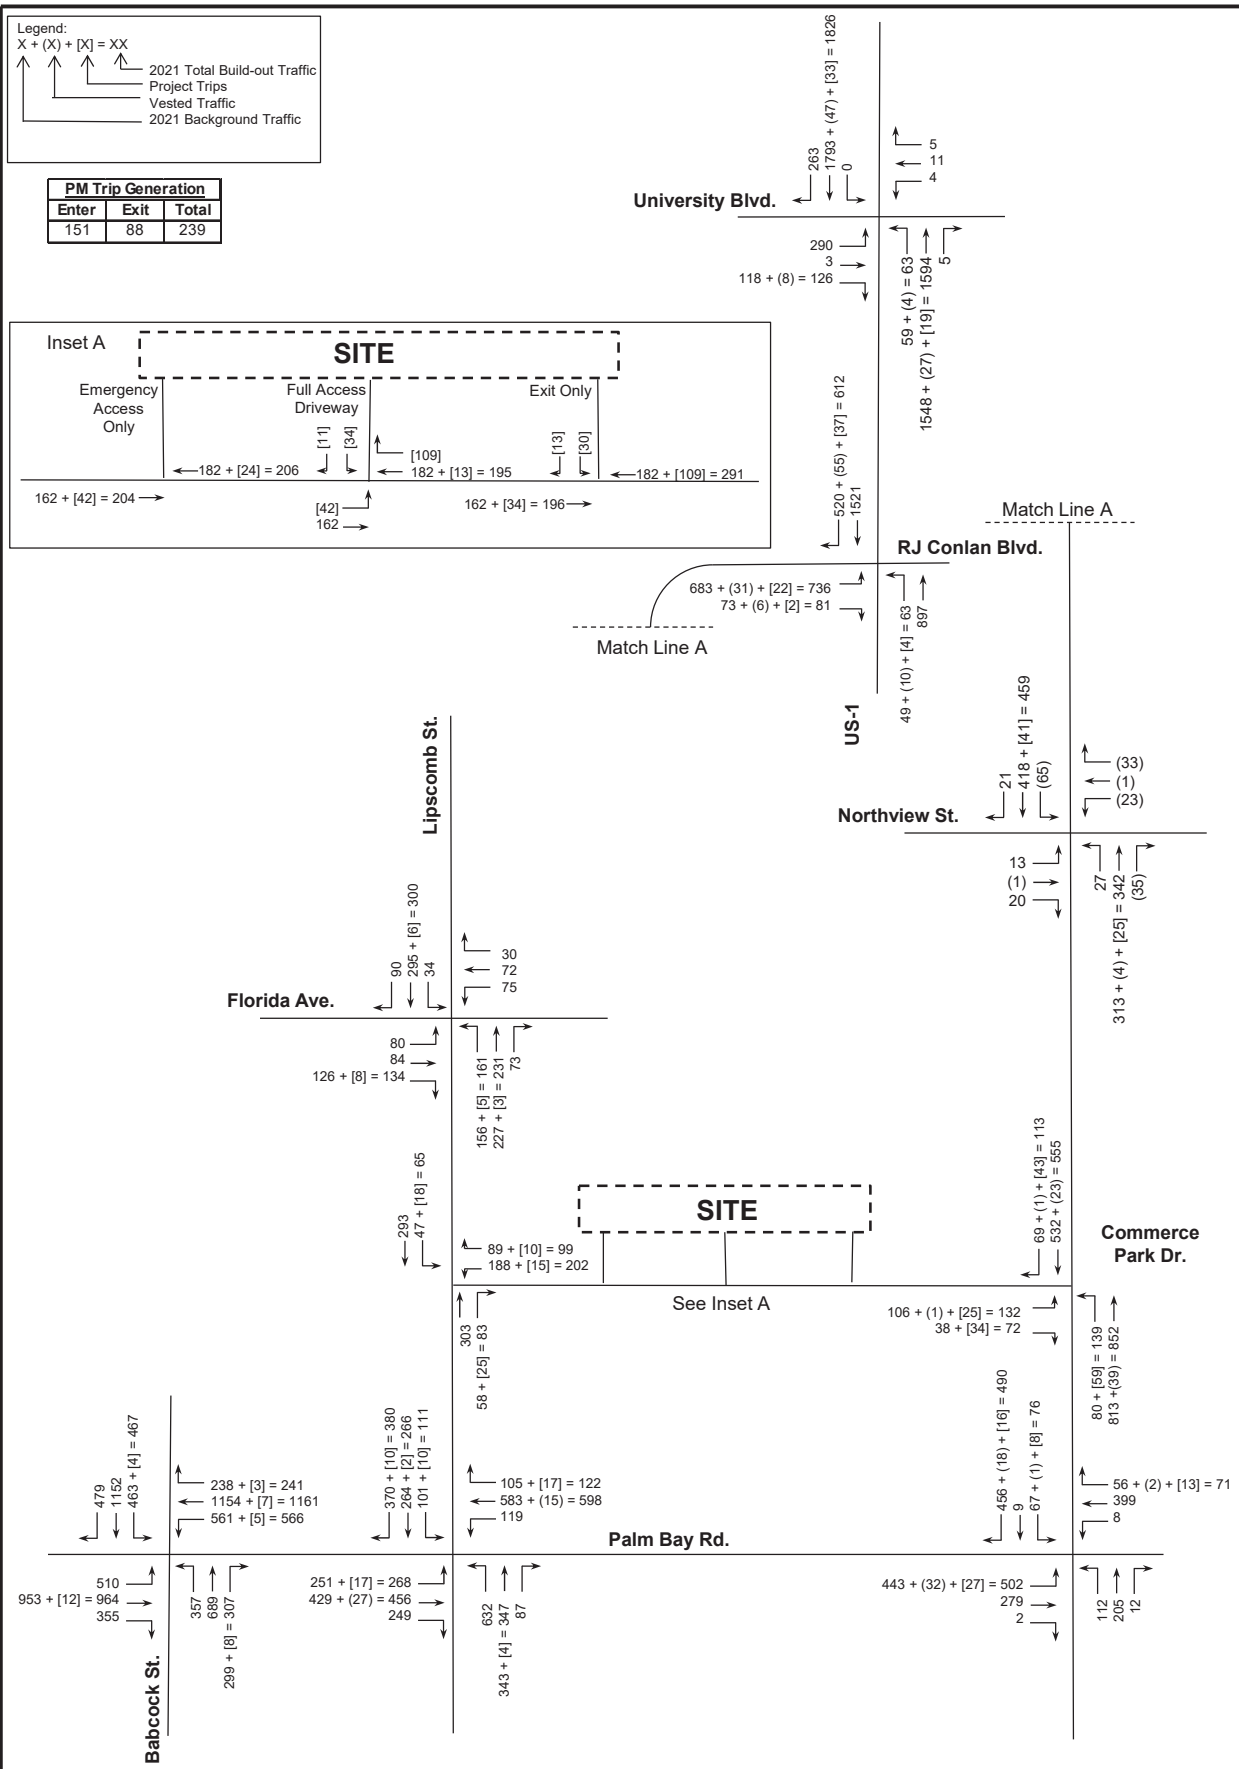 Legend:
X + (X) + [X] = XX
2021 Total Build-out Traffic
Project Trips
Vested Traffic
2021 Background Traffic
PM Trip Generation
Enter Exit Total
151 88 239
263
1793 + (47) + [33] = 1826
0
5
11
4
University Blvd.
290
3
118 + (8) = 126
59 + (4) = 63
1548 + (27) + [19] = 1594
5
Inset A
SITE
Emergency
Access
Only
Full Access
Driveway
Exit Only
[11]
[34]
[109]
[13]
[30]
182 + [24] = 206
182 + [13] = 195
182 + [109] = 291
162 + [42] = 204
[42]
162
162 + [34] = 196
520 + (55) + [37] = 612
1521
RJ Conlan Blvd.
683 + (31) + [22] = 736
73 + (6) + [2] = 81
49 + (10) + [4] = 63
897
Match Line A
Match Line A
US-1
21
418 + [41] = 459
(65)
(33)
(1)
(23)
Northview St.
13
(1)
20
27
313 + (4) + [25] = 342
(35)
Lipscomb St.
90
295 + [6] = 300
34
30
72
75
Florida Ave.
80
84
126 + [8] = 134
156 + [5] = 161
227 + [3] = 231
73
293
47 + [18] = 65
89 + [10] = 99
188 + [15] = 202
303
58 + [25] = 83
SITE
See Inset A
69 + (1) + [43] = 113
532 + (23) = 555
Commerce
Park Dr.
106 + (1) + [25] = 132
38 + [34] = 72
80 + [59] = 139
813 +(39) = 852
479
1152
463 + [4] = 467
238 + [3] = 241
1154 + [7] = 1161
561 + [5] = 566
370 + [10] = 380
264 + [2] = 266
101 + [10] = 111
105 + [17] = 122
583 + (15) = 598
119
Palm Bay Rd.
456 + (18) + [16] = 490
9
67 + (1) + [8] = 76
56 + (2) + [13] = 71
399
8
510
953 + [12] = 964
355
357
689
299 + [8] = 307
251 + [17] = 268
429 + (27) = 456
249
632
343 + [4] = 347
87
443 + (32) + [27] = 502
279
2
112
205
12
Babcock St.